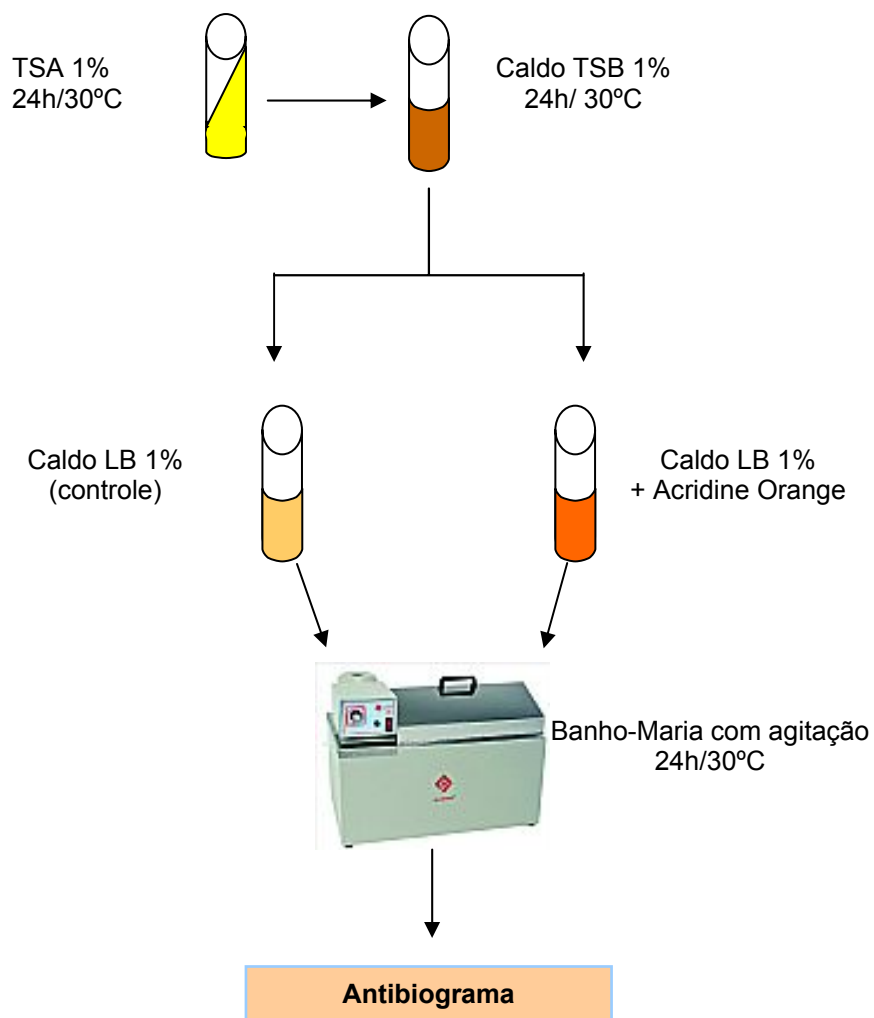 TSA 1%
24h/30ºC
Caldo TSB 1%
24h/ 30ºC
Caldo LB 1%
(controle)
Caldo LB 1%
+ Acridine Orange
Banho-Maria com agitação
24h/30ºC
Antibiograma